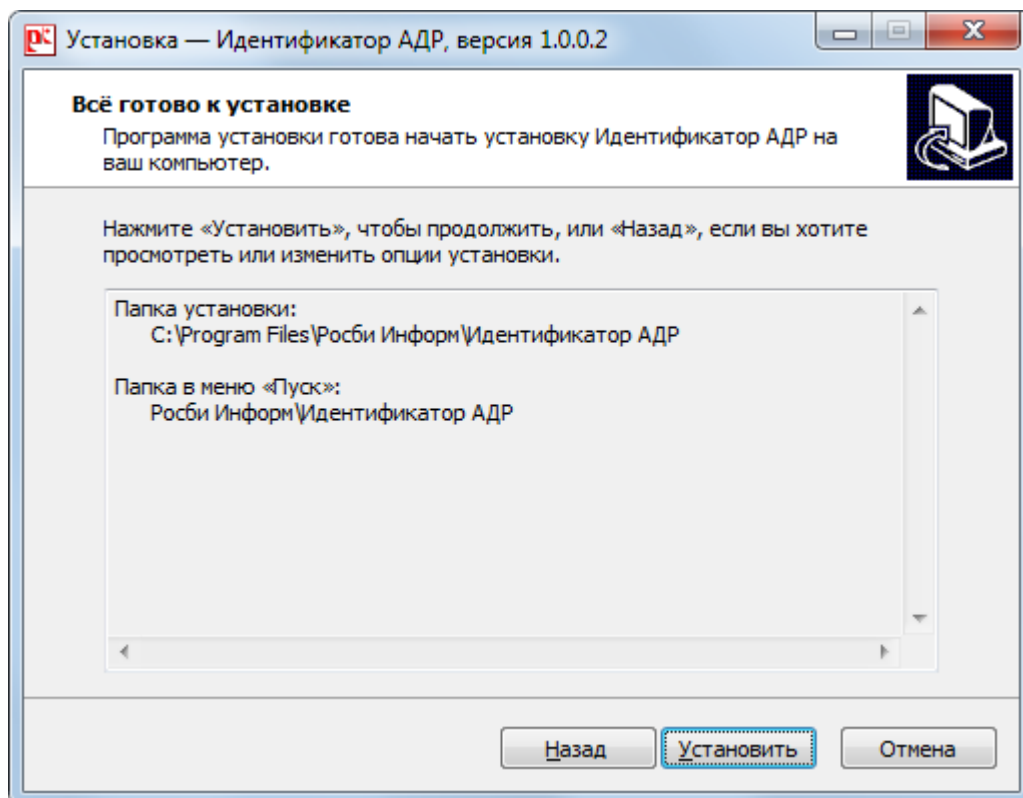 Установка — Идентификатор АДР, версия 1.0.0.2
Всё готово к установке
Программа установки готова начать установку Идентификатор АДР на
ваш компьютер.
Нажмите «Установить», чтобы продолжить, или «Назад», если вы хотите
просмотреть или изменить опции установки.
Папка установки:
C:\Program Files\Росби Информ\Идентификатор АДР
Папка в меню «Пуск»:
Росби Информ\Идентификатор АДР
Назад
Установить
Отмена